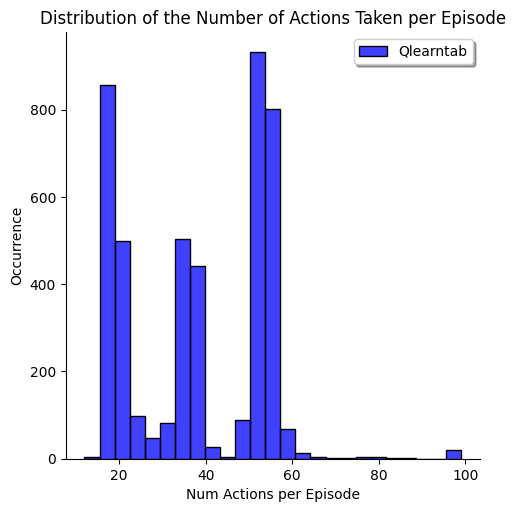 Distribution of the Number of Actions Taken per Episode
Qlearntab
800
600
400
200
0
Occurrence
20 40 60 80 100
Num Actions per Episode